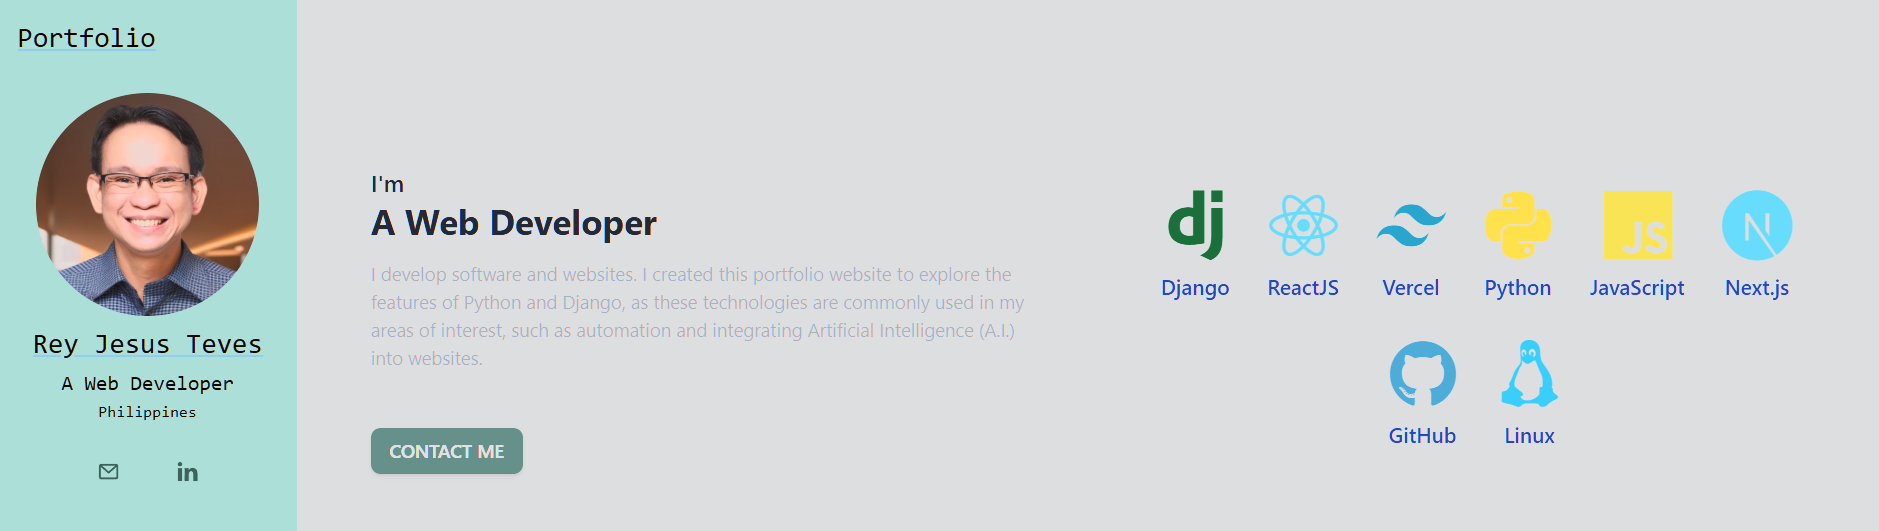 Portfolio
Rey Jesus Teves
A Web Developer
Philippines
in
I'm
A Web Developer
I develop software and websites. I created this portfolio website to explore the
features of Python and Django, as these technologies are commonly used in my
areas of interest, such as automation and integrating Artificial Intelligence (A.I.)
into websites.
CONTACT ME
dj
JS
N
Django ReactJS Vercel Python JavaScript Next.js
GitHub Linux